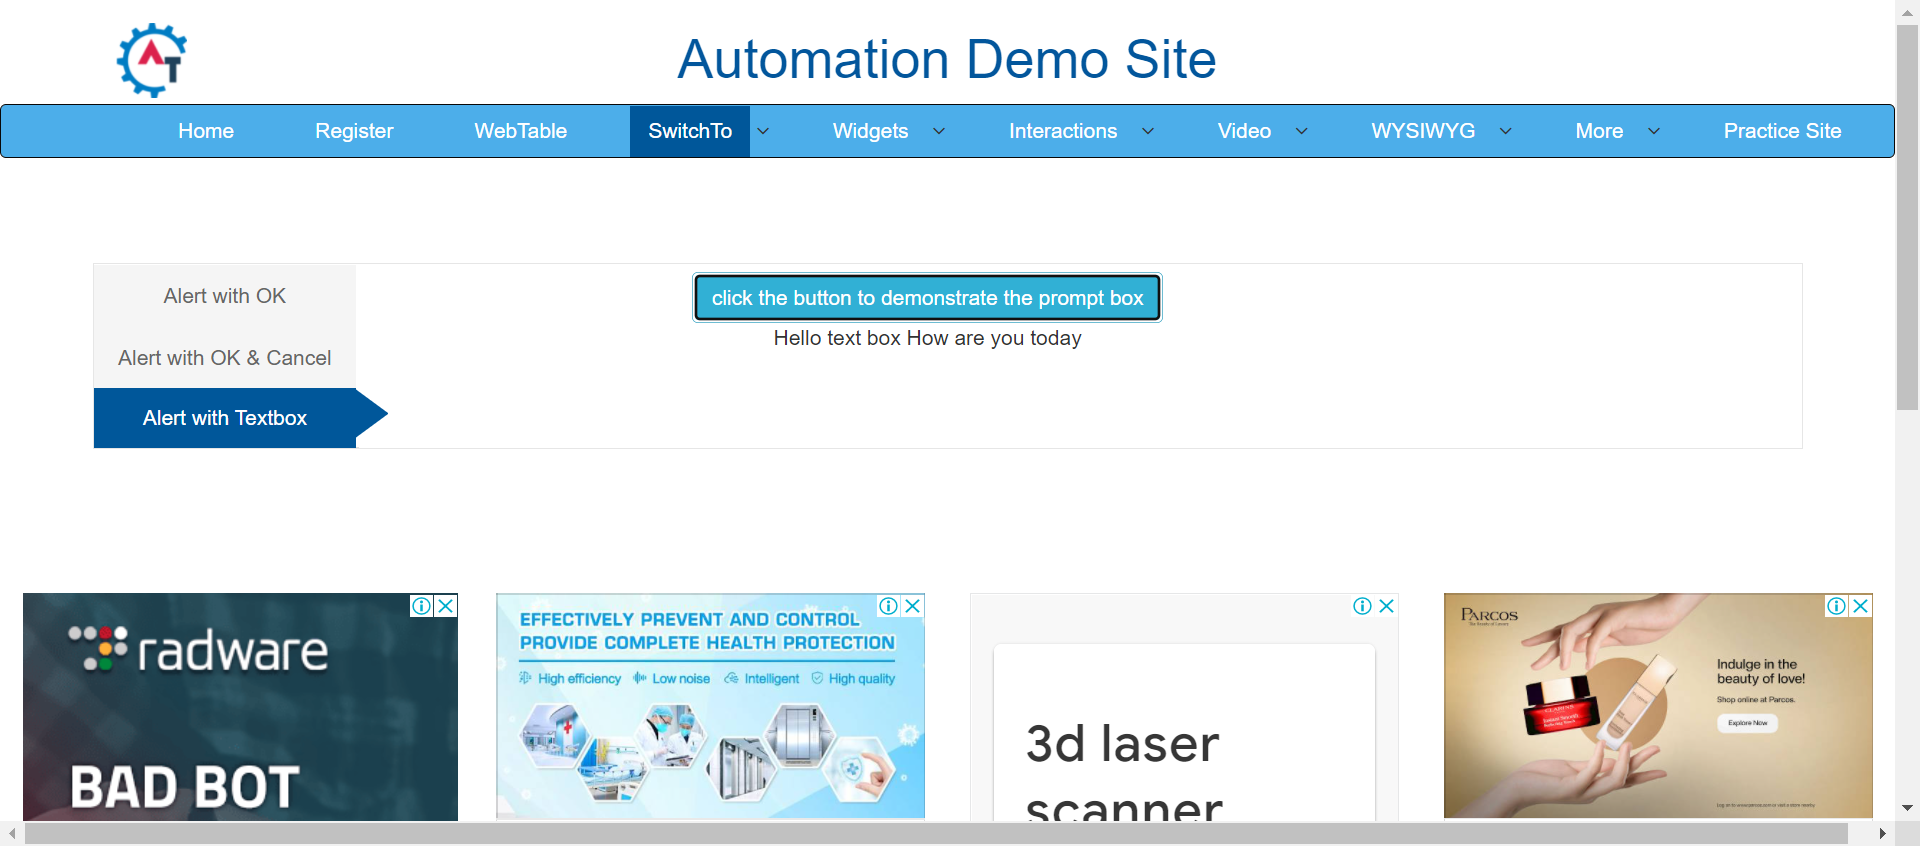 Automation Demo Site
Home
Register
WebTable
SwitchTo
Widgets
Interactions
Video
WYSIWYG
More
Practice Site
Alert with OK
Alert with OK & Cancel
Alert with Textbox
click the button to demonstrate the prompt box
Hello text box How are you today
radware
BAD BOT
EFFECTIVELY PREVENT AND CONTROL
PROVIDE COMPLETE HEALTH PROTECTION
High efficiency
Low noise
Intelligent
High quality
3d laser
scanner
PARCOS
Indulge in the
beauty of love!
Shop online at Parcos.
Explore Now
CLARINS